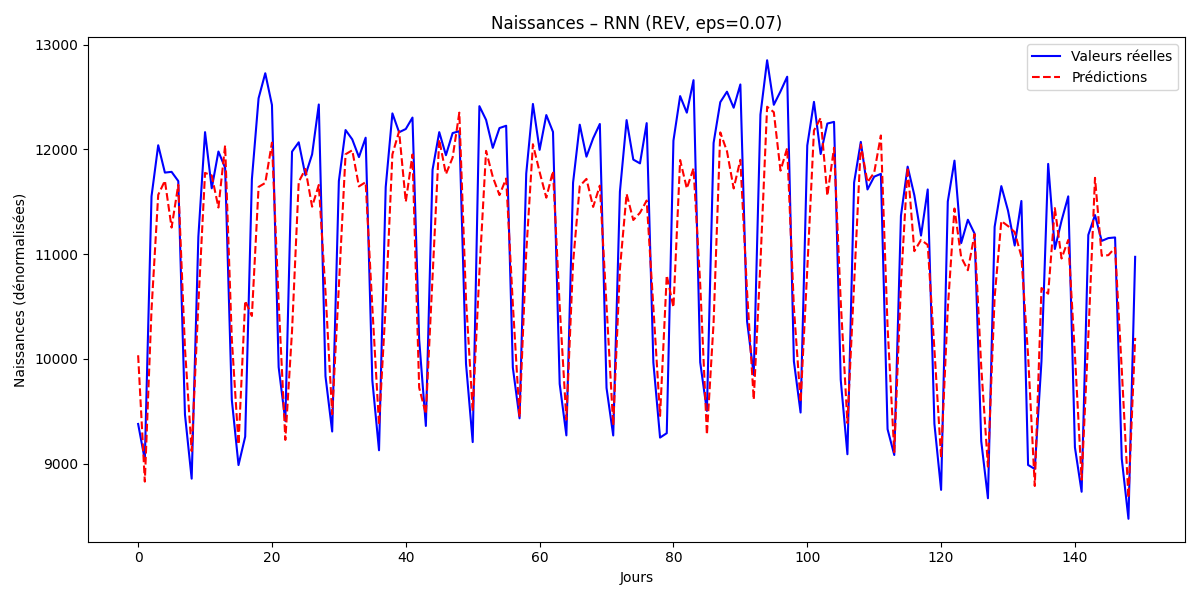 Naissances – RNN (REV, eps=0.07)
Valeurs réelles
Prédictions
Naissances (dénormalisées)
13000
12000
11000
10000
9000
0 20 40 60 80 100 120 140
Jours